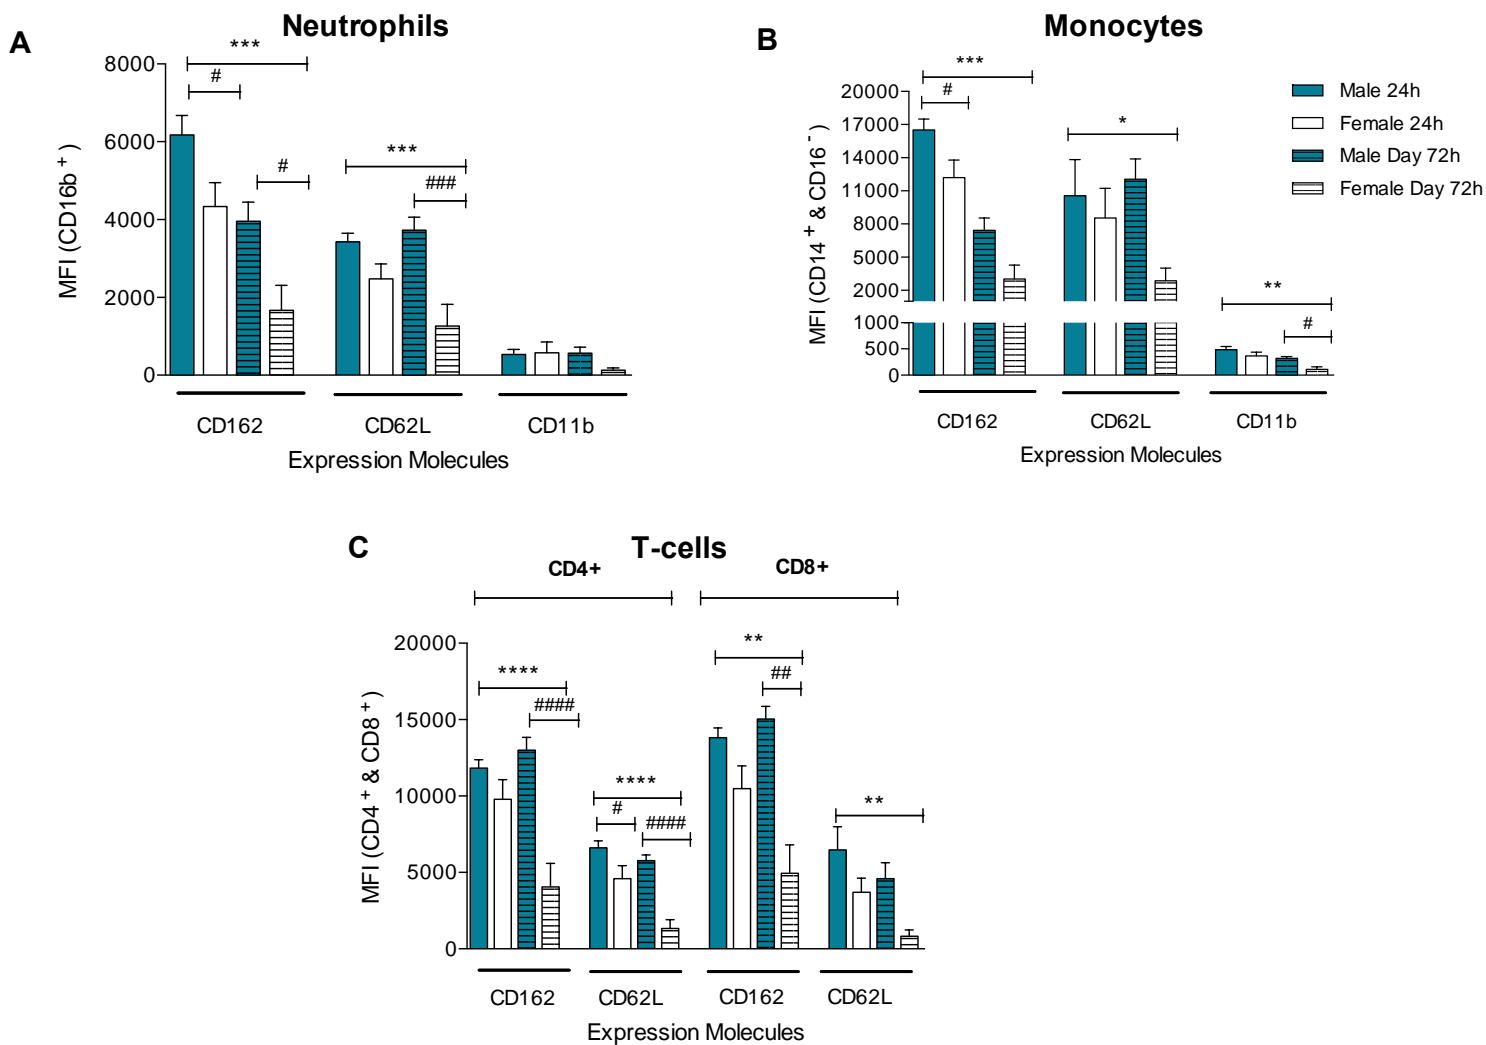 A
Neutrophils
***
#
#
***
###
8000
6000
4000
2000
0
MFI (CD16b + )
CD162
CD62L
CD11b
Expression Molecules
B
Monocytes
***
#
*
**
#
20000
17000
14000
11000
8000
5000
2000
1000
500
0
MFI (CD14 + & CD16 - )
CD162
CD62L
CD11b
Expression Molecules
Male 24h
Female 24h
Male Day 72h
Female Day 72h
C
T-cells
CD4+
CD8+
****
####
****
#
####
**
##
**
20000
15000
10000
5000
0
MFI (CD4 + & CD8 + )
CD162
CD62L
CD162
CD62L
Expression Molecules